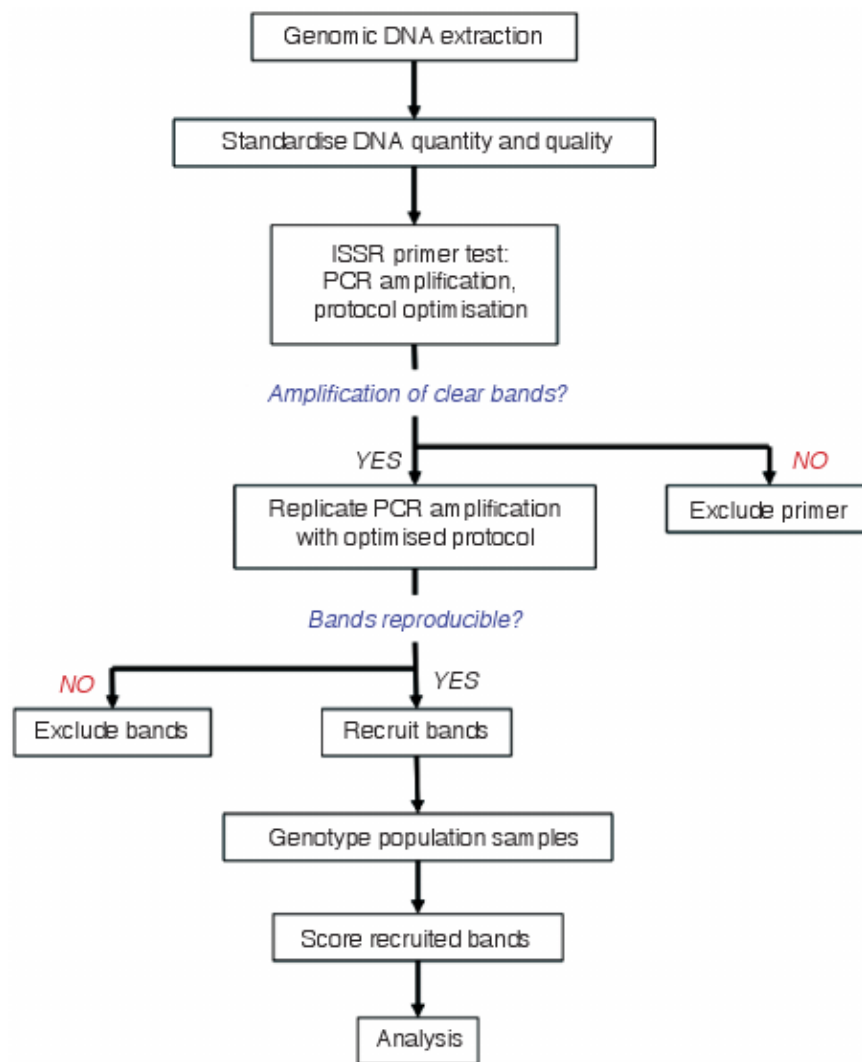 Genomic DNA extraction
Standardise DNA quantity and quality
ISSR primer test:
PCR amplification,
protocol optimisation
Amplification of clear bands?
YES
NO
Replicate PCR amplification
with optimised protocol
Exclude primer
Bands reproducible?
NO
YES
Exclude bands
Recruit bands
Genotype population samples
Score recruited bands
Analysis